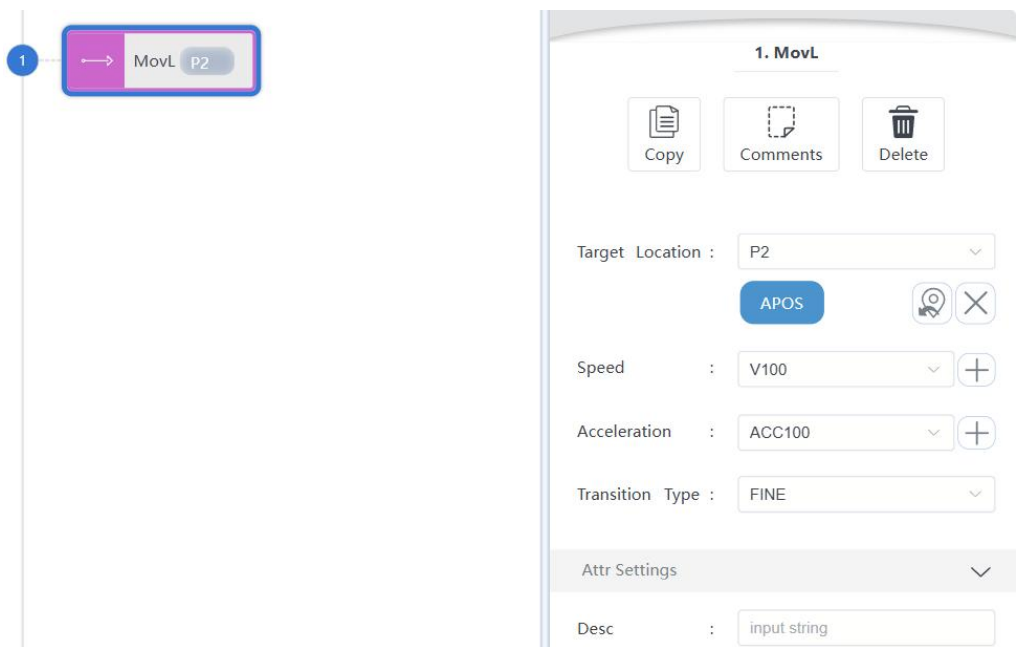 1 MovL P2
1. MovL
Copy Comments Delete
Target Location : P2
APOS
Speed : V100
Acceleration : ACC100
Transition Type : FINE
Attr Settings
Desc : input string